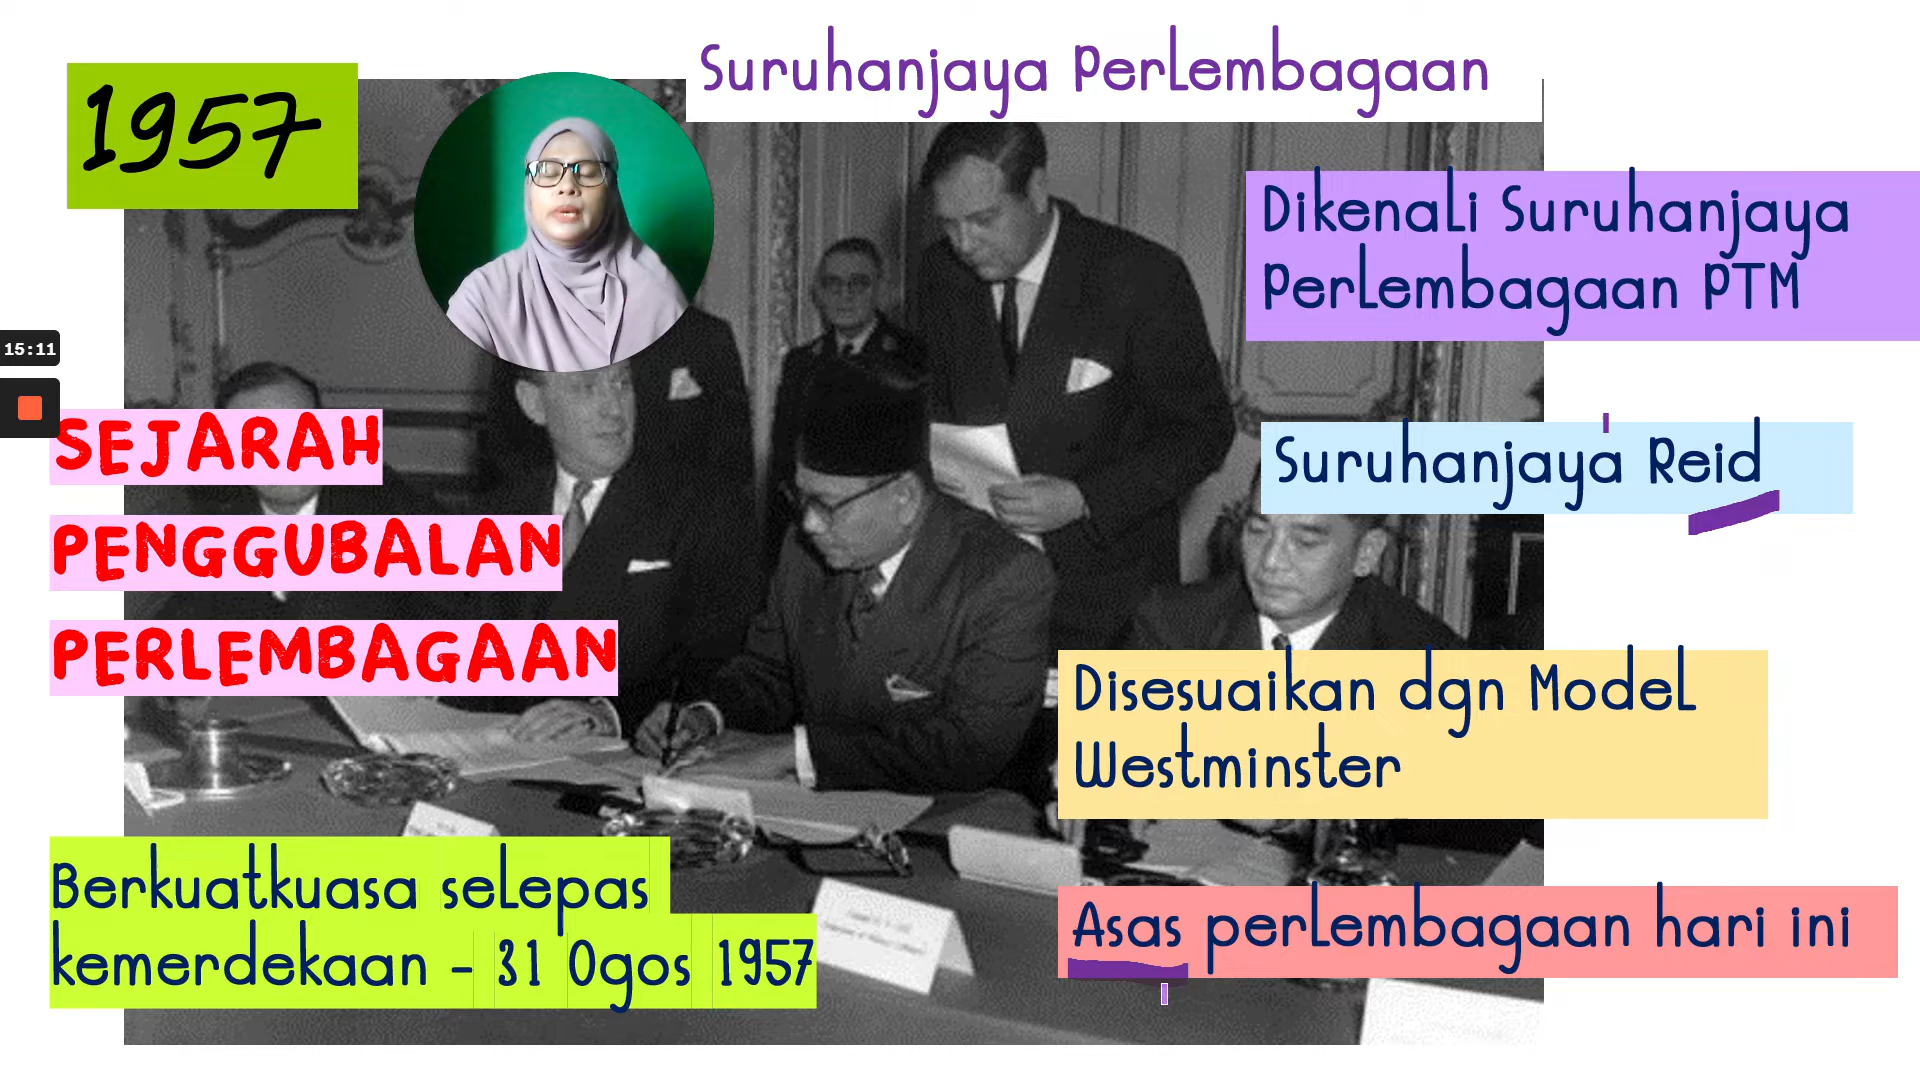 1957
Suruhanjaya Perlembagaan
Dikenali Suruhanjaya
Perlembagaan PTM
15:11
SEJARAH
PENGGUBALAN
PERLEMBAGAAN
Suruhanjaya Reid
Disesuaikan dgn Model
Westminster
Berkuatkuasa selepas
kemerdekaan - 31 Ogos 1957
Asas perlembagaan hari ini